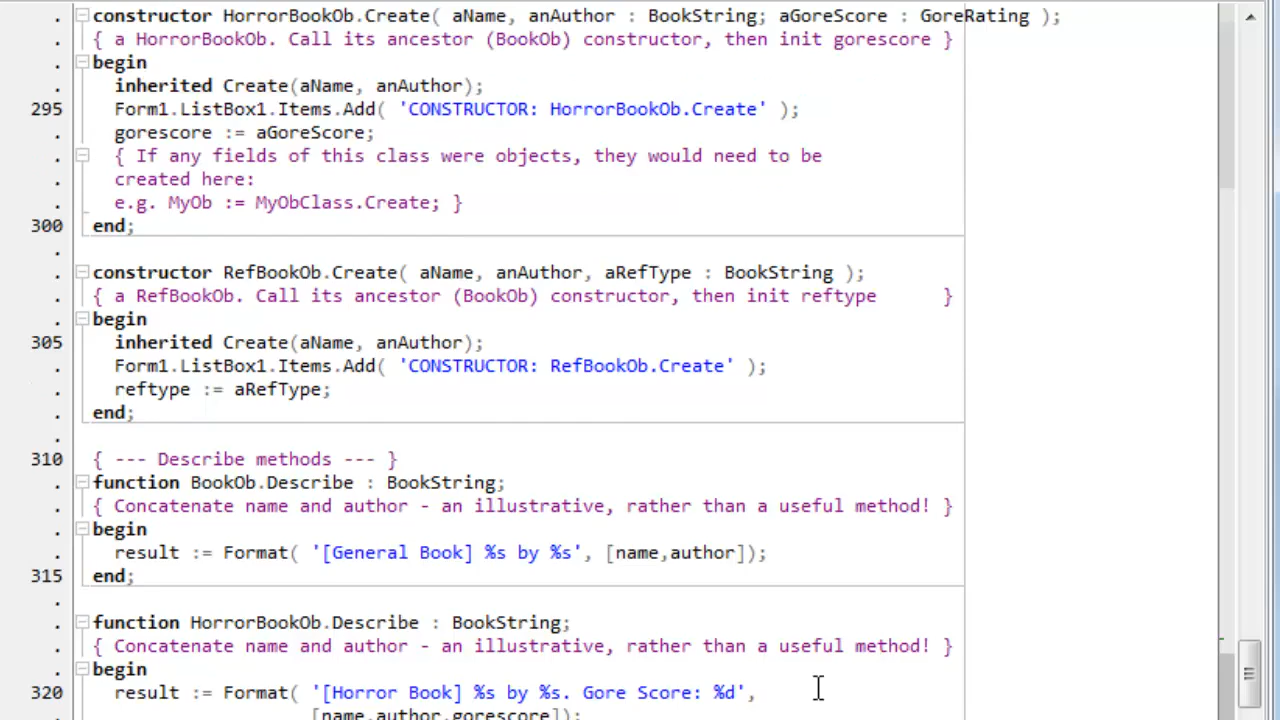 constructor HorrorBookOb.Create( aName, anAuthor : BookString; aGoreScore : GoreRating );
{ a HorrorBookOb. Call its ancestor (BookOb) constructor, then init gorescore }
begin
inherited Create(aName, anAuthor);
295 Form1.ListBox1.Items.Add( 'CONSTRUCTOR: HorrorBookOb.Create' );
gorescore := aGoreScore;
{ If any fields of this class were objects, they would need to be
created here:
e.g. MyOb := MyObClass.Create; }
300 end;
constructor RefBookOb.Create( aName, anAuthor, aRefType : BookString );
{ a RefBookOb. Call its ancestor (BookOb) constructor, then init reftype }
begin
305 inherited Create(aName, anAuthor);
Form1.ListBox1.Items.Add( 'CONSTRUCTOR: RefBookOb.Create' );
reftype := aRefType;
end;
310 { --- Describe methods --- }
function BookOb.Describe : BookString;
{ Concatenate name and author - an illustrative, rather than a useful method! }
begin
result := Format( '[General Book] %s by %s', [name,author]);
315 end;
function HorrorBookOb.Describe : BookString;
{ Concatenate name and author - an illustrative, rather than a useful method! }
begin
320 result := Format( '[Horror Book] %s by %s. Gore Score: %d',
[name,author,gorescore]);